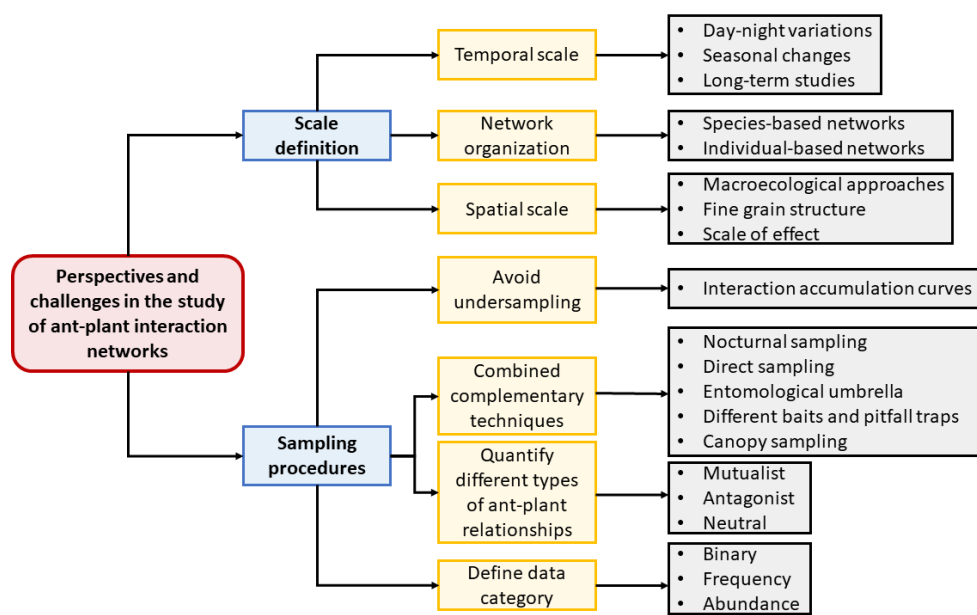 Perspectives and
challenges in the study
of ant-plant interaction
networks
Scale
definition
Temporal scale
• Day-night variations
• Seasonal changes
• Long-term studies
Network
organization
• Species-based networks
• Individual-based networks
Spatial scale
• Macroecological approaches
• Fine grain structure
• Scale of effect
Sampling
procedures
Avoid
undersampling
• Interaction accumulation curves
Combined
complementary
techniques
• Nocturnal sampling
• Direct sampling
• Entomological umbrella
• Different baits and pitfall traps
• Canopy sampling
Quantify
different types
of ant-plant
relationships
• Mutualist
• Antagonist
• Neutral
Define data
category
• Binary
• Frequency
• Abundance